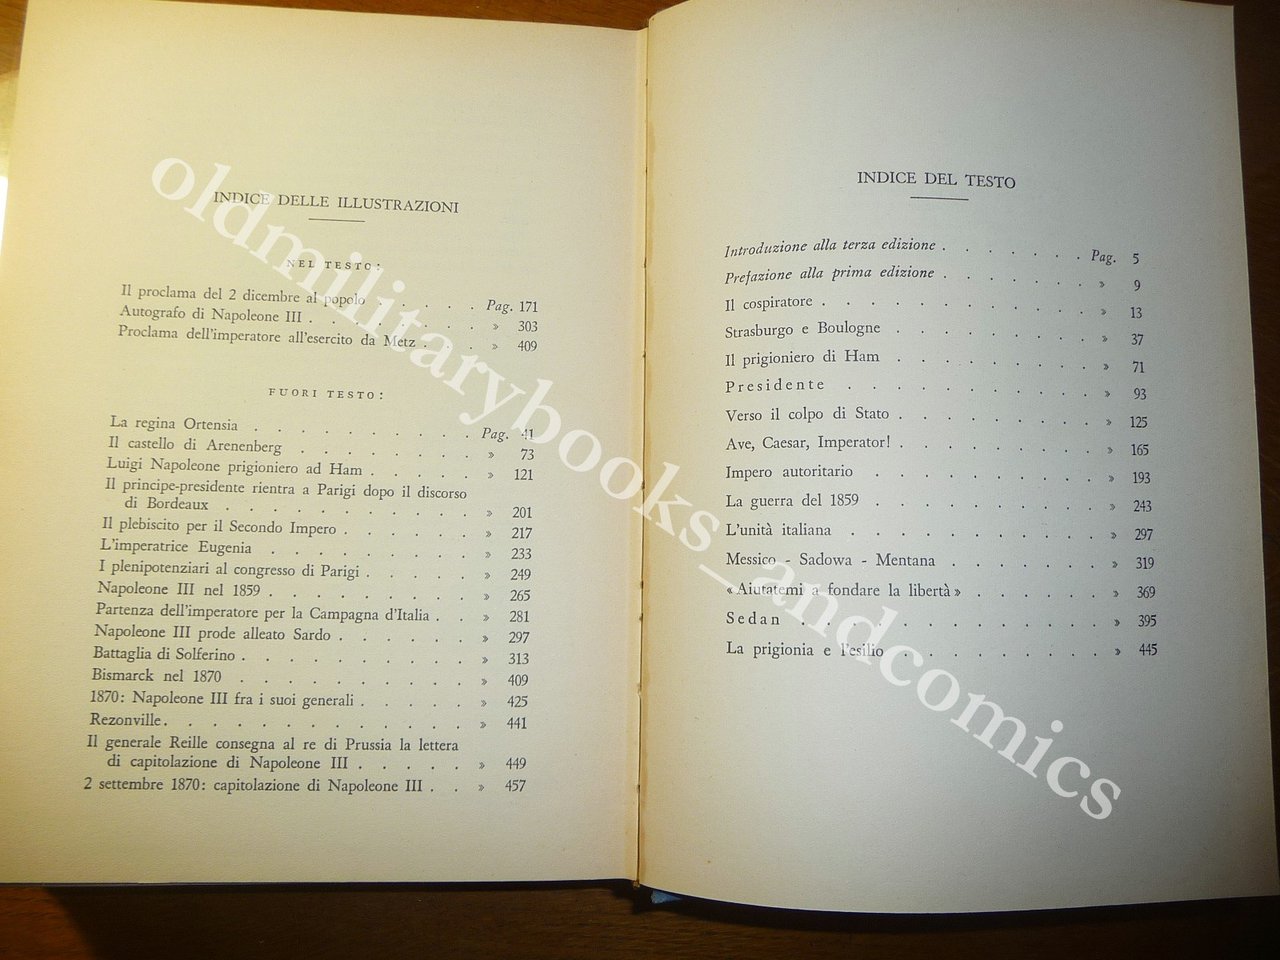 INDICE DELLE ILLUSTRAZIONI
NEL TESTO:
Il proclama del 2 dicembre al popolo . . . . . Pag. 171
Autografo di Napoleone III . . . . . . . . » 303
Proclama dell'imperatore all'esercito da Metz . . . » 409
FUORI TESTO:
La regina Ortensia . . . . . . . . . . Pag. 41
Il castello di Arenenberg . . . . . . . . » 73
Luigi Napoleone prigioniero ad Ham . . . . . » 121
Il principe-presidente rientra a Parigi dopo il discorso
di Bordeaux . . . . . . . . . . . » 201
Il plebiscito per il Secondo Impero . . . . . . » 217
L'imperatrice Eugenia . . . . . . . . . » 233
I plenipotenziari al congresso di Parigi . . . . . » 249
Napoleone III nel 1859 . . . . . . . . . » 265
Partenza dell'imperatore per la Campagna d'Italia . . » 281
Napoleone III prode alleato Sardo . . . . . . » 297
Battaglia di Solferino . . . . . . . . . . » 313
Bismarck nel 1870 . . . . . . . . . . » 409
1870: Napoleone III fra i suoi generali . . . . . » 425
Rezonville . . . . . . . . . . . . . » 441
Il generale Reille consegna al re di Prussia la lettera
di capitolazione di Napoleone III . . . . . » 449
2 settembre 1870: capitolazione di Napoleone III . . » 457
INDICE DEL TESTO
Introduzione alla terza edizione . . . . . . . Pag. 5
Prefazione alla prima edizione . . . . . . . » 9
Il cospiratore . . . . . . . . . . . . » 13
Strasburgo e Boulogne . . . . . . . . . » 37
Il prigioniero di Ham . . . . . . . . . » 71
Presidente . . . . . . . . . . . » 93
Verso il colpo di Stato . . . . . . . . . » 125
Ave, Caesar, Imperator! . . . . . . . . . » 165
Impero autoritario . . . . . . . . . . » 193
La guerra del 1859 . . . . . . . . . . » 243
L'unità italiana . . . . . . . . . . . » 297
Messico - Sadowa - Mentana . . . . . . . » 319
«Aiutatemi a fondare la libertà» . . . . . . » 369
Sedan . . . . . . . . . . . . . » 395
La prigionia e l'esilio . . . . . . . . . » 445
oldmilitarybooks_andcomics